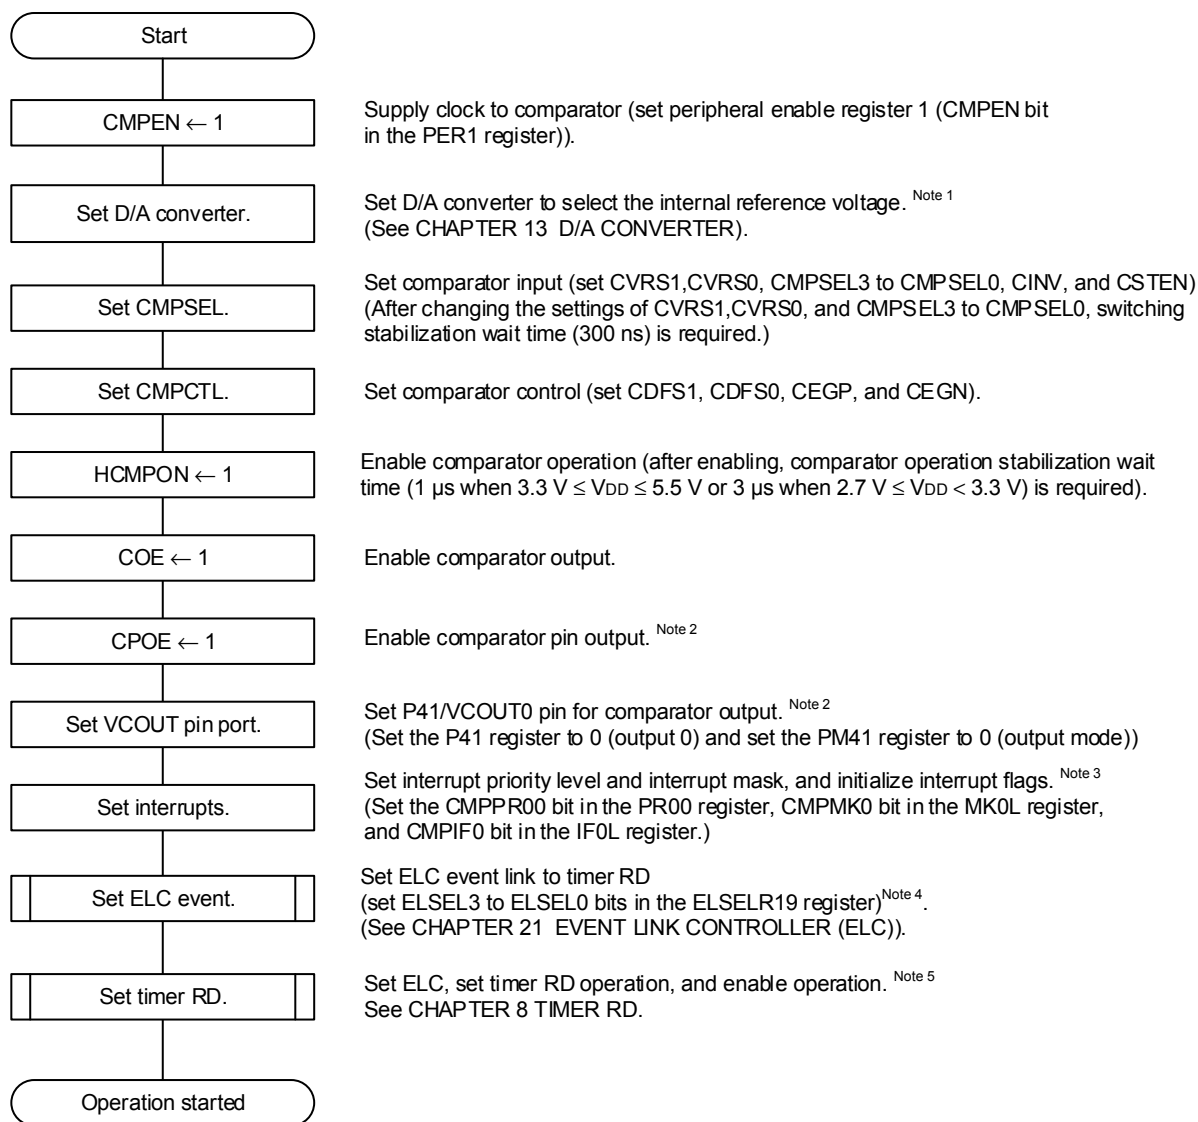 Start
CMPEN ← 1
Supply clock to comparator (set peripheral enable register 1 (CMPEN bit
in the PER1 register)).
Set D/A converter.
Set D/A converter to select the internal reference voltage. Note 1
(See CHAPTER 13 D/A CONVERTER).
Set CMPSEL.
Set comparator input (set CVRS1,CVRS0, CMPSEL3 to CMPSEL0, CINV, and CSTEN)
(After changing the settings of CVRS1,CVRS0, and CMPSEL3 to CMPSEL0, switching
stabilization wait time (300 ns) is required.)
Set CMPCTL.
Set comparator control (set CDFS1, CDFS0, CEGP, and CEGN).
HCMPON ← 1
Enable comparator operation (after enabling, comparator operation stabilization wait
time (1 µs when 3.3 V ≤ VDD ≤ 5.5 V or 3 µs when 2.7 V ≤ VDD < 3.3 V) is required).
COE ← 1
Enable comparator output.
CPOE ← 1
Enable comparator pin output. Note 2
Set VCOUT pin port.
Set P41/VCOUT0 pin for comparator output. Note 2
(Set the P41 register to 0 (output 0) and set the PM41 register to 0 (output mode))
Set interrupts.
Set interrupt priority level and interrupt mask, and initialize interrupt flags. Note 3
(Set the CMPPR00 bit in the PR00 register, CMPMK0 bit in the MK0L register,
and CMPIF0 bit in the IF0L register.)
Set ELC event.
Set ELC event link to timer RD
(set ELSEL3 to ELSEL0 bits in the ELSELR19 register)Note 4.
(See CHAPTER 21 EVENT LINK CONTROLLER (ELC)).
Set timer RD.
Set ELC, set timer RD operation, and enable operation. Note 5
See CHAPTER 8 TIMER RD.
Operation started